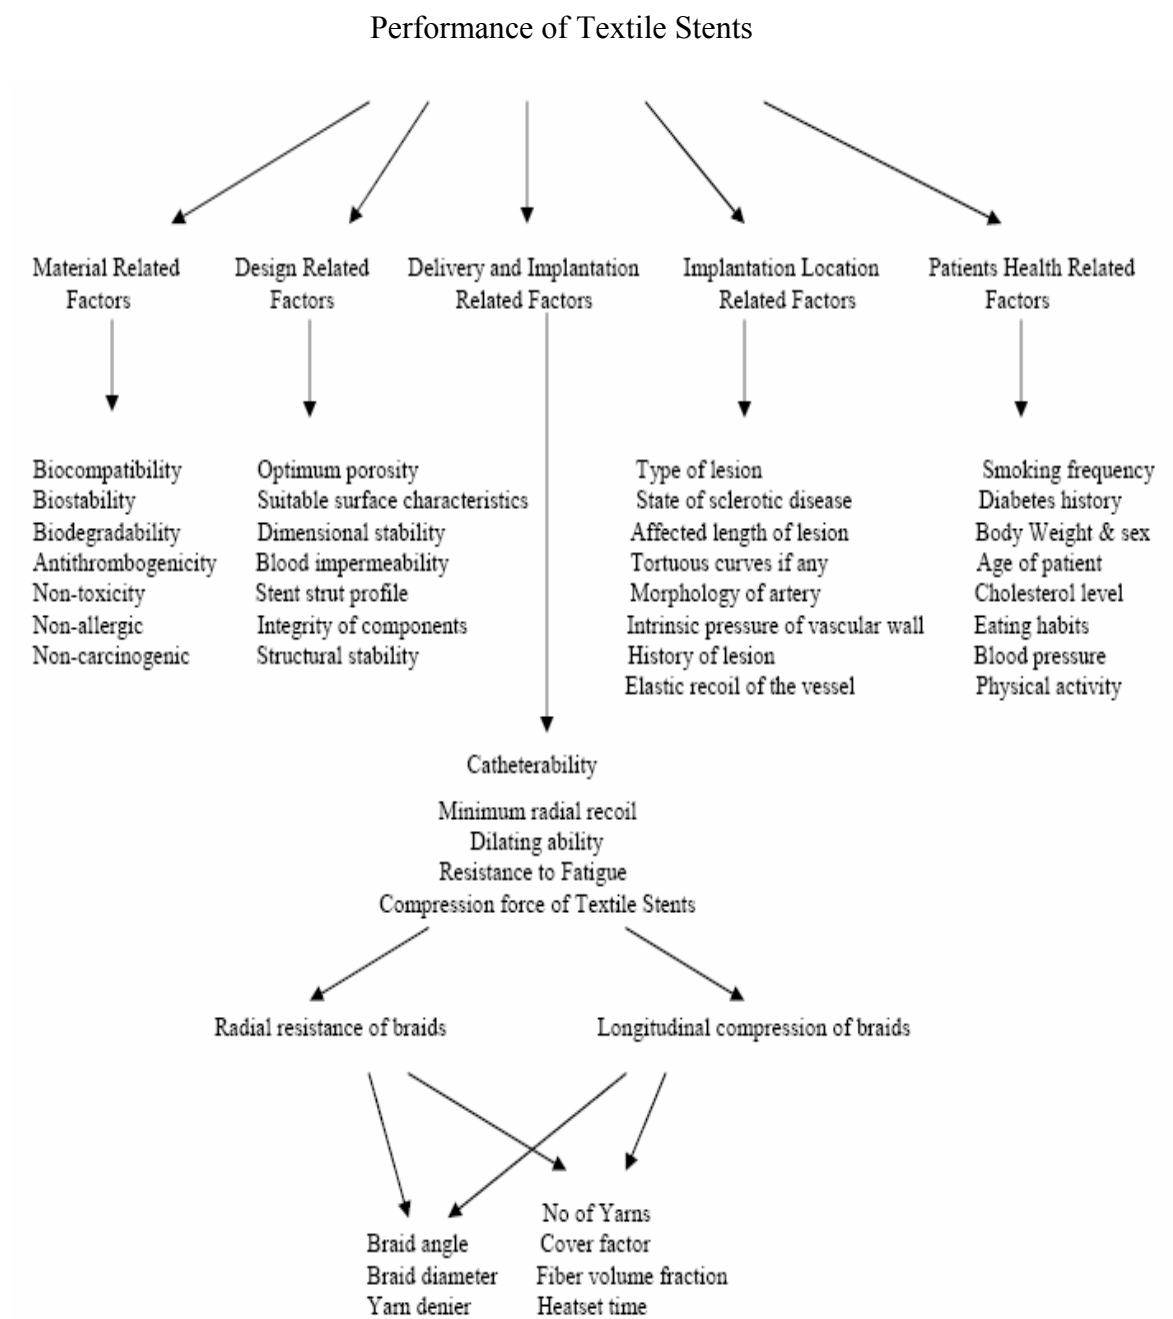 Performance of Textile Stents
Material Related
Factors
Design Related
Factors
Delivery and Implantation
Related Factors
Implantation Location
Related Factors
Patients Health Related
Factors
Biocompatibility
Biostability
Biodegradability
Antithrombogenicity
Non-toxicity
Non-allergic
Non-carcinogenic
Optimum porosity
Suitable surface characteristics
Dimensional stability
Blood impermeability
Stent strut profile
Integrity of components
Structural stability
Type of lesion
State of sclerotic disease
Affected length of lesion
Tortuous curves if any
Morphology of artery
Intrinsic pressure of vascular wall
History of lesion
Elastic recoil of the vessel
Smoking frequency
Diabetes history
Body Weight & sex
Age of patient
Cholesterol level
Eating habits
Blood pressure
Physical activity
Catheterability
Minimum radial recoil
Dilating ability
Resistance to Fatigue
Compression force of Textile Stents
Radial resistance of braids
Longitudinal compression of braids
Braid angle
Braid diameter
Yarn denier
No of Yarns
Cover factor
Fiber volume fraction
Heatset time